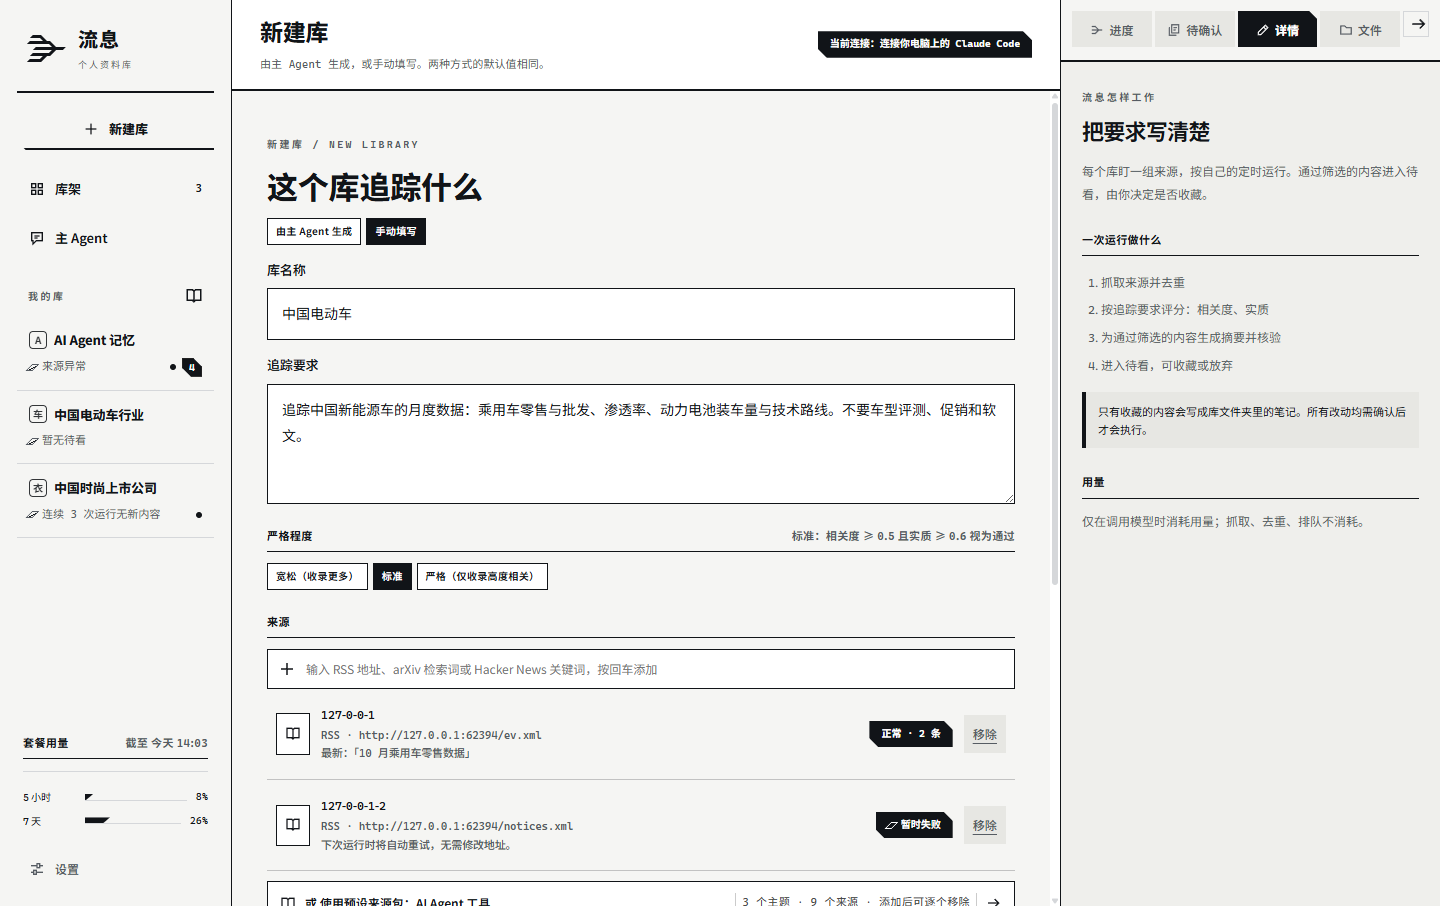 流息
个人资料库
新建库
库架
3
主 Agent
我的库
A
AI Agent 记忆
来源异常
4
车
中国电动车行业
暂无待看
衣
中国时尚上市公司
连续 3 次运行无新内容
套餐用量
截至 今天 14:03
5 小时
8%
7 天
26%
设置
新建库
由主 Agent 生成，或手动填写。两种方式的默认值相同。
当前连接：连接你电脑上的 Claude Code
新建库 / NEW LIBRARY
这个库追踪什么
由主 Agent 生成
手动填写
库名称
中国电动车
追踪要求
追踪中国新能源车的月度数据：乘用车零售与批发、渗透率、动力电池装车量与技术路线。不要车型评测、促销和软
文。
严格程度
标准：相关度 ≥ 0.5 且实质 ≥ 0.6 视为通过
宽松（收录更多）
标准
严格（仅收录高度相关）
来源
输入 RSS 地址、arXiv 检索词或 Hacker News 关键词，按回车添加
127-0-0-1
RSS · http://127.0.0.1:62394/ev.xml
最新：「10 月乘用车零售数据」
正常 · 2 条
移除
127-0-0-1-2
RSS · http://127.0.0.1:62394/notices.xml
下次运行时将自动重试，无需修改地址。
暂时失败
移除
或 使用预设来源包：AI Agent 工具
3 个主题 · 9 个来源 · 添加后可逐个移除
进度
待确认
详情
文件
流息怎样工作
把要求写清楚
每个库盯一组来源，按自己的定时运行。通过筛选的内容进入待
看，由你决定是否收藏。
一次运行做什么
1. 抓取来源并去重
2. 按追踪要求评分：相关度、实质
3. 为通过筛选的内容生成摘要并核验
4. 进入待看，可收藏或放弃
只有收藏的内容会写成库文件夹里的笔记。所有改动均需确认后
才会执行。
用量
仅在调用模型时消耗用量；抓取、去重、排队不消耗。